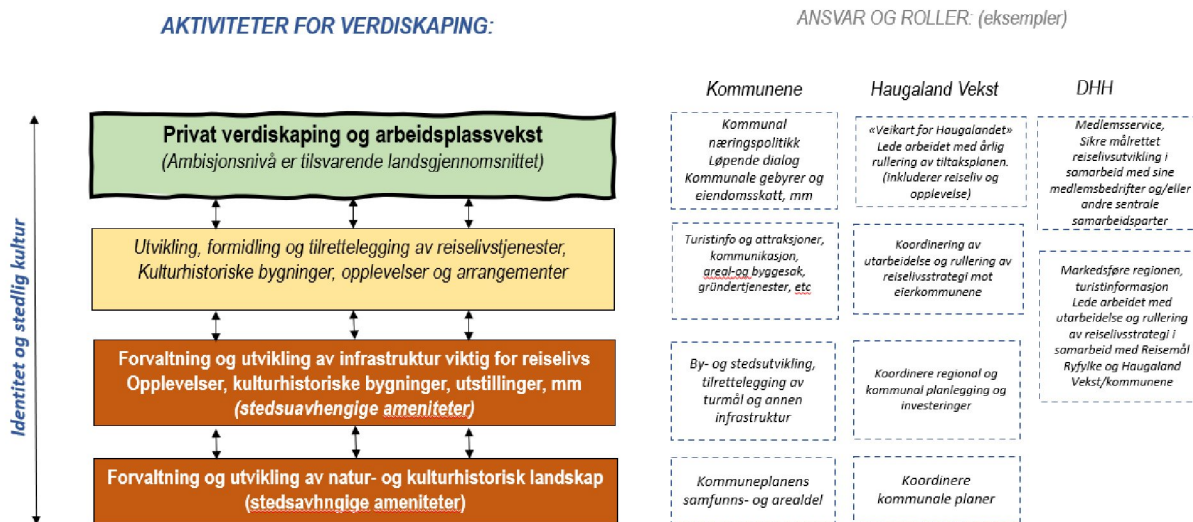 AKTIVITETER FOR VERDISKAPING:
ANSVAR OG ROLLER: (eksempler)
Identitet og stedlig kultur
Privat verdiskaping og arbeidsplassvekst
(Ambisjonsnivå er tilsvarende landsgjennomsnittet)
Utvikling, formidling og tilrettelegging av reiselivstjenester,
Kulturhistoriske bygninger, opplevelser og arrangementer
Forvaltning og utvikling av infrastruktur viktig for reiselivs
Opplevelser, kulturhistoriske bygninger, utstillinger, mm
(stedsuavhengige ameniteter)
Forvaltning og utvikling av natur- og kulturhistorisk landskap
(stedsavhngige ameniteter)
Kommunene
Kommunal
næringspolitikk
Løpende dialog
Kommunale gebyrer og
eiendomsskatt, mm
Turistinfo og attraksjoner,
kommunikasjon,
areal-og byggesak,
gründertjenester, etc
By- og stedsutvikling,
tilrettelegging av
turmål og annen
infrastruktur
Kommuneplanens
samfunns- og arealdel
Haugaland Vekst
«Veikart for Haugalandet»
Lede arbeidet med årlig
rullering av tiltaksplanen.
(Inkluderer reiseliv og
opplevelse)
Koordinering av
utarbeidelse og rullering av
reiselivsstrategi mot
eierkommunene
Koordinere regional og
kommunal planlegging og
investeringer
Koordinere
kommunale planer
DHH
Medlemsservice,
Sikre målrettet
reiselivsutvikling i
samarbeid med sine
medlemsbedrifter og/eller
andre sentrale
samarbeidsparter
Markedsføre regionen,
turistinformasjon
Lede arbeidet med
utarbeidelse og rullering
av reiselivsstrategi i
samarbeid med Reisemål
Ryfylke og Haugaland
Vekst/kommunene